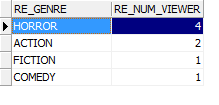 RE_GENRE RE_NUM_VIEWER
HORROR 4
ACTION 2
FICTION 1
COMEDY 1